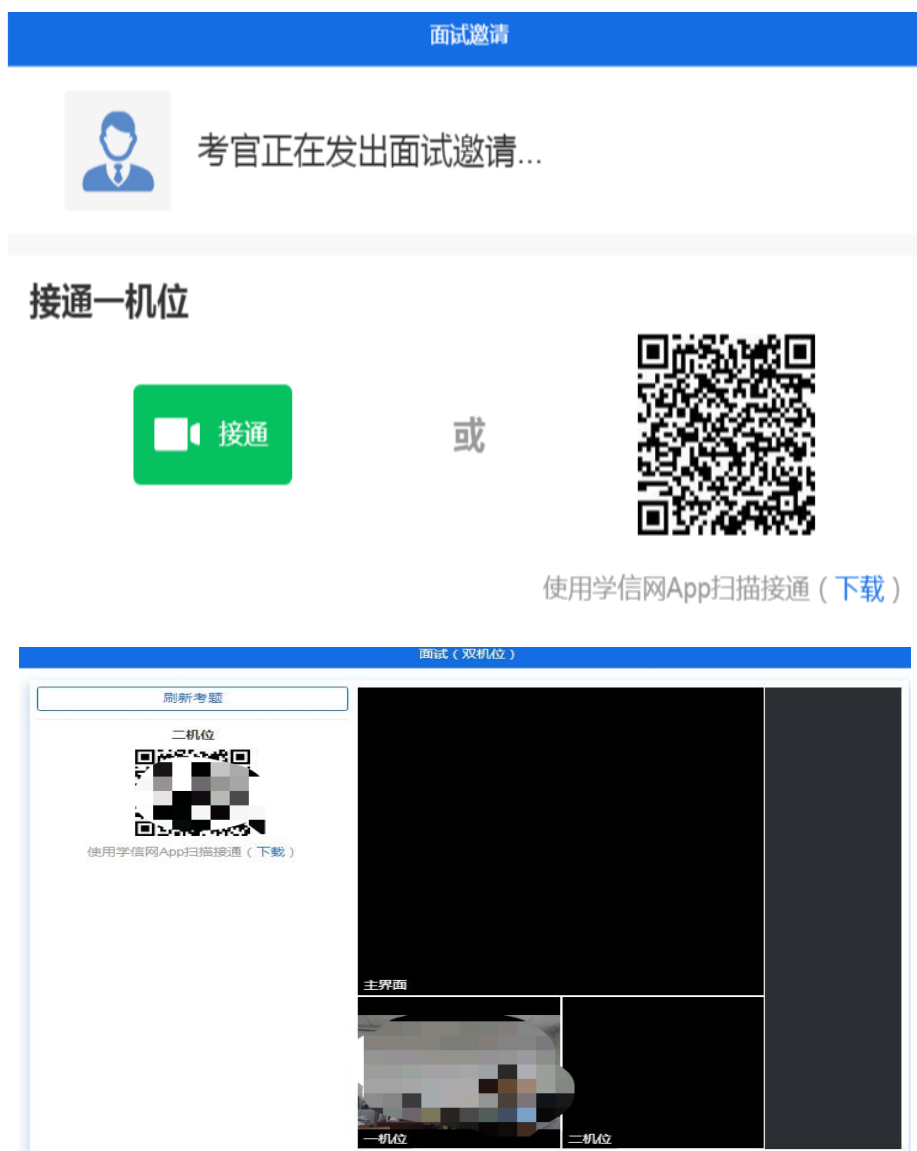 面试邀请
考官正在发出面试邀请...
接通一机位
接通
或
使用学信网App扫描接通（下载）
面试（双机位）
刷新考题
二机位
使用学信网App扫描接通（下载）
主界面
一机位
二机位